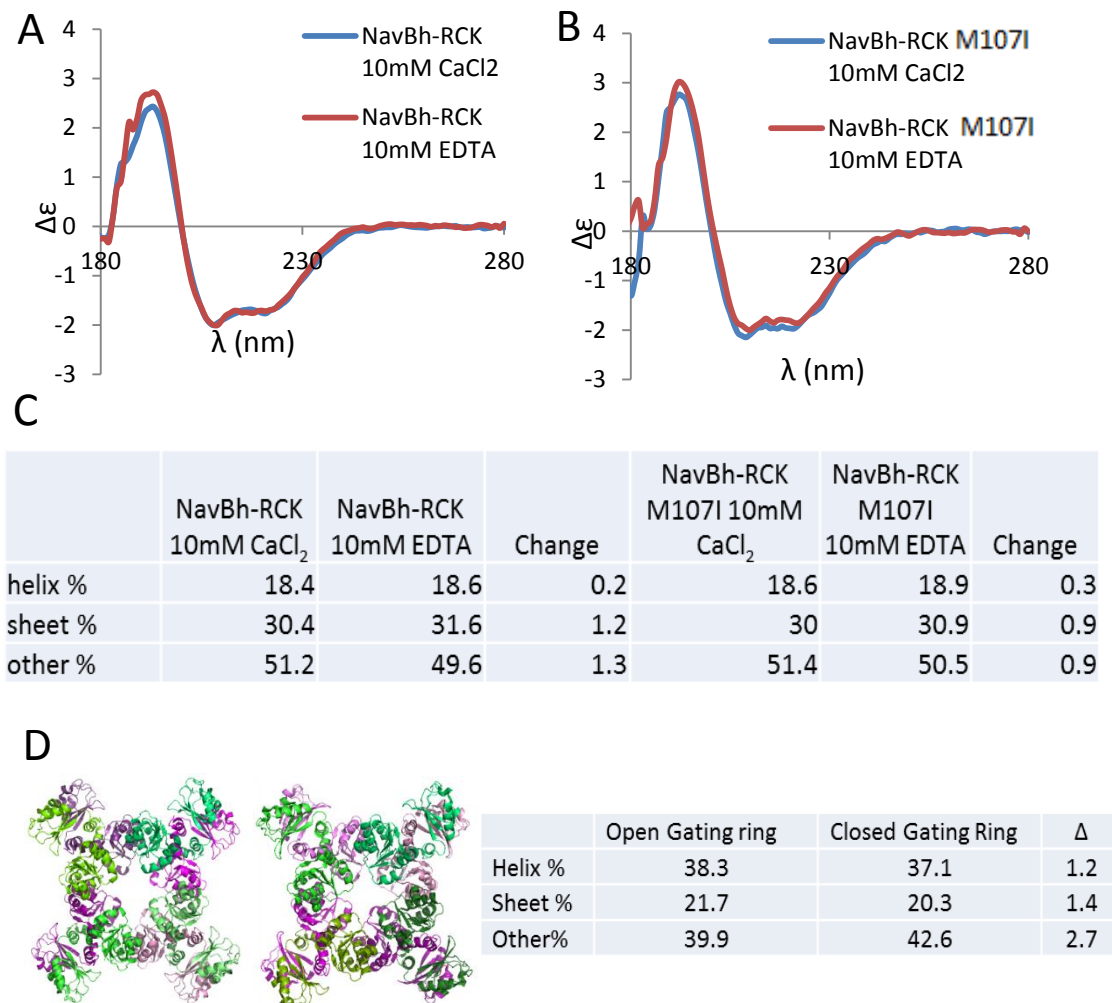 A
4
3
2
1
0
-1
-2
-3
Δε
180
230
280
λ (nm)
NavBh-RCK
10mM CaCl2
NavBh-RCK
10mM EDTA
B
4
3
2
1
0
-1
-2
-3
Δε
180
230
280
λ (nm)
NavBh-RCK M107I
10mM CaCl2
NavBh-RCK M107I
10mM EDTA
C
NavBh-RCK 10mM CaCl₂ NavBh-RCK 10mM EDTA Change NavBh-RCK M107I 10mM CaCl₂ NavBh-RCK M107I 10mM EDTA Change
helix % 18.4 18.6 0.2 18.6 18.9 0.3
sheet % 30.4 31.6 1.2 30 30.9 0.9
other % 51.2 49.6 1.3 51.4 50.5 0.9
D
Open Gating ring Closed Gating Ring Δ
Helix % 38.3 37.1 1.2
Sheet % 21.7 20.3 1.4
Other% 39.9 42.6 2.7